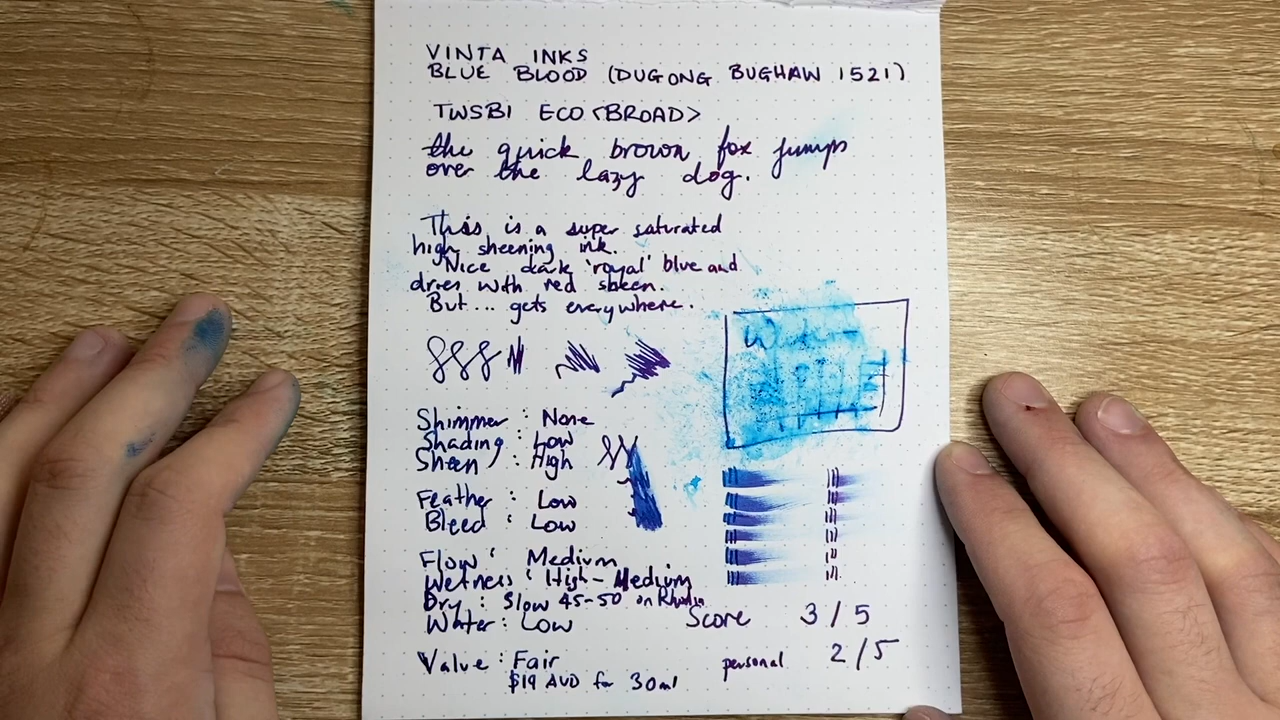 VINTA INKS
BLUE BLOOD (DUGONG BUGHAW 1521)
TWSBI ECO <BROAD>
the quick brown fox jumps
over the lazy dog.
This is a super saturated
high sheening ink.
Nice dark 'royal' blue and
dries with red sheen.
But... gets everywhere.
Shimmer : None
Shading : Low
Sheen : High
Feather : Low
Bleed : Low
Flow : Medium
Wetness : High-Medium
Dry : Slow 45-50 on Rhodia
Water : Low
Score 3/5
Value : Fair
$19 AUD for 30ml
personal 2/5